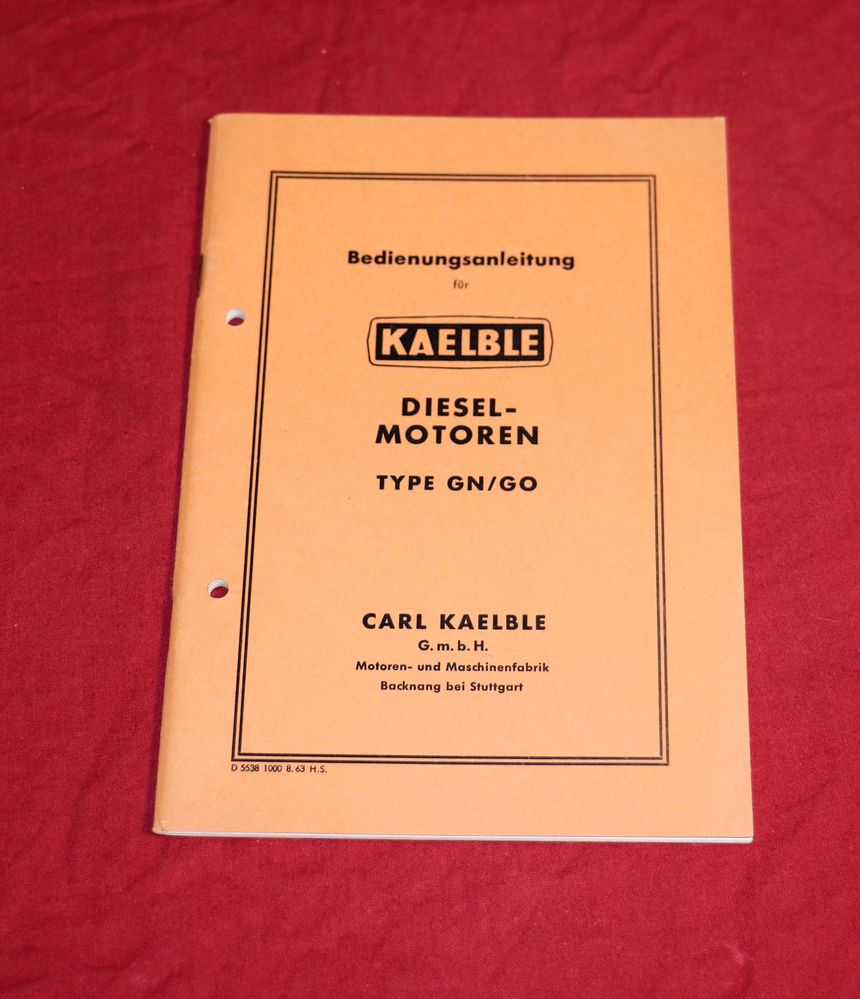 Bedienungsanleitung
für
KAELBLE
DIESEL-
MOTOREN
TYPE GN/GO
CARL KAELBLE
G. m. b. H.
Motoren- und Maschinenfabrik
Backnang bei Stuttgart
D 5538 1000 8. 63 H.S.